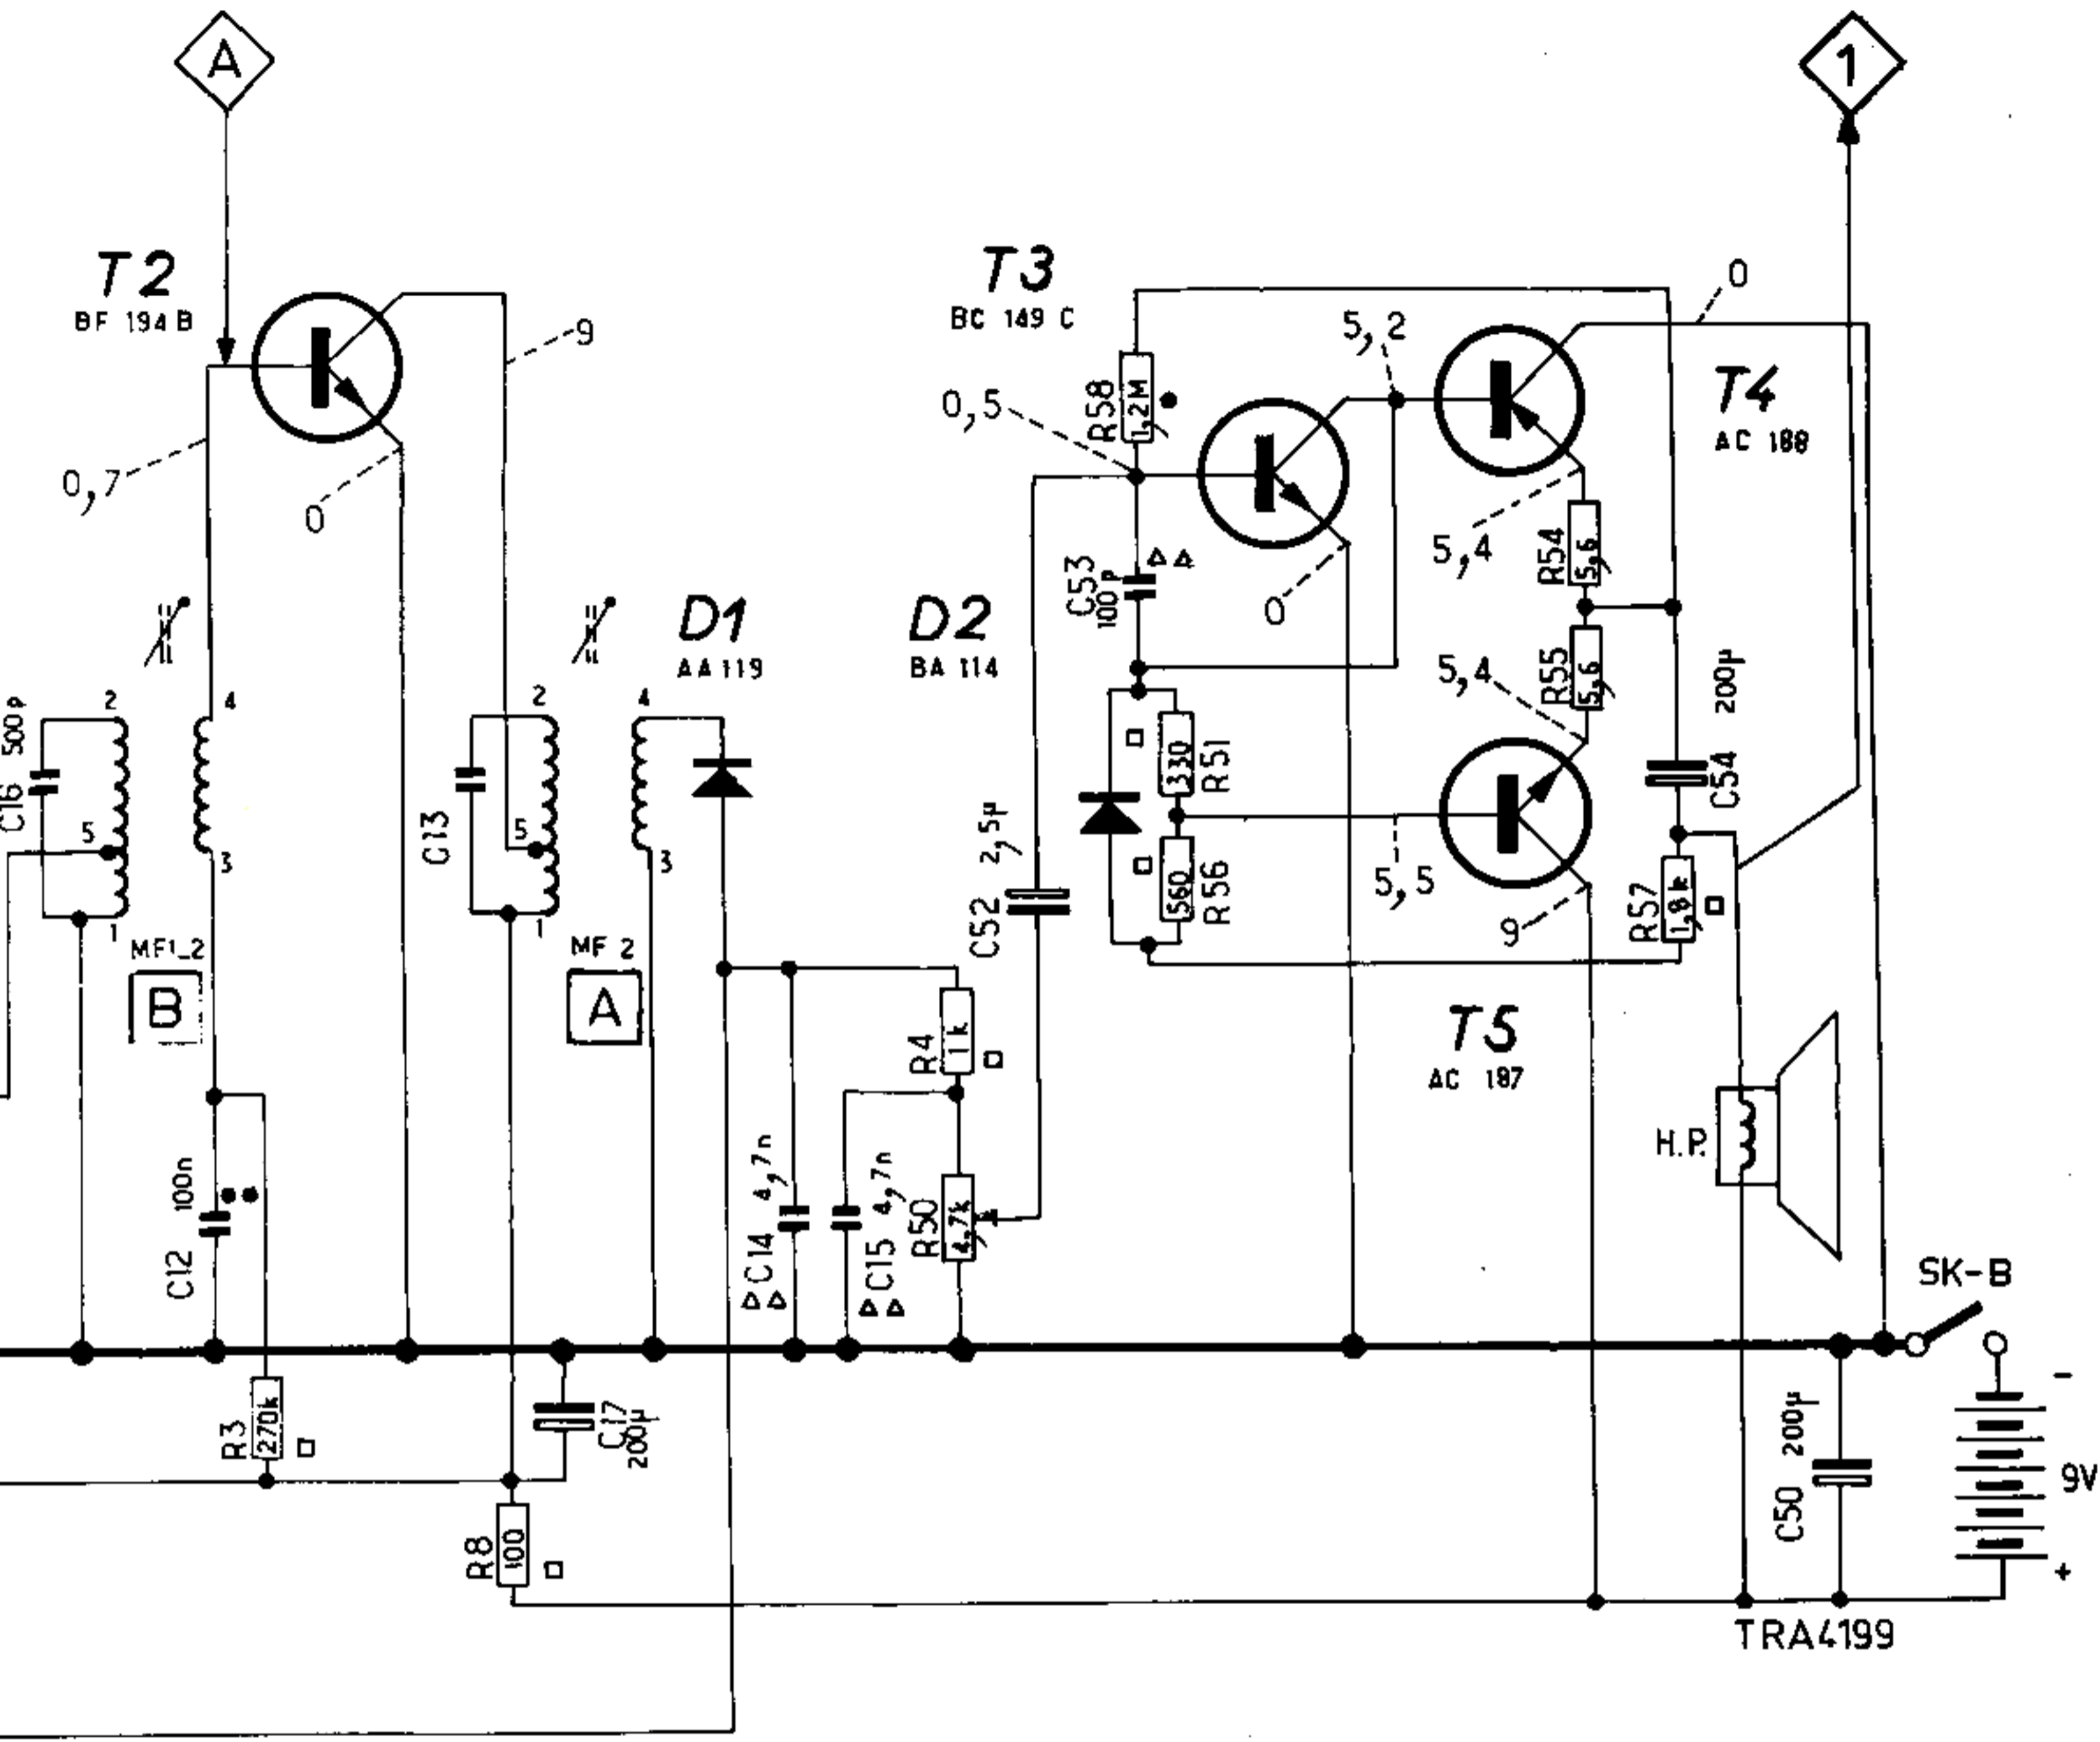 A
1
T2
BF 194 B
9
0,7
0
T3
BC 149 C
0,5
R58
1,2M
5,2
0
T4
AC 188
5,4
R54
5,6
C53
100p
0
D1
AA119
D2
BA 114
5,4
R55
5,6
200µ
C54
500p
C16
2
5
1
4
3
C13
2
5
1
4
3
330
R51
560
R56
5,5
9
2,5µ
C52
R57
1,8k
MF1_2
B
MF 2
A
T5
AC 187
R4
1k
H.P.
100n
C12
4,7n
C14
4,7n
C15
R50
4,7k
SK-B
R3
270k
C17
200µ
R8
100
200µ
C50
-
9V
+
TRA4199